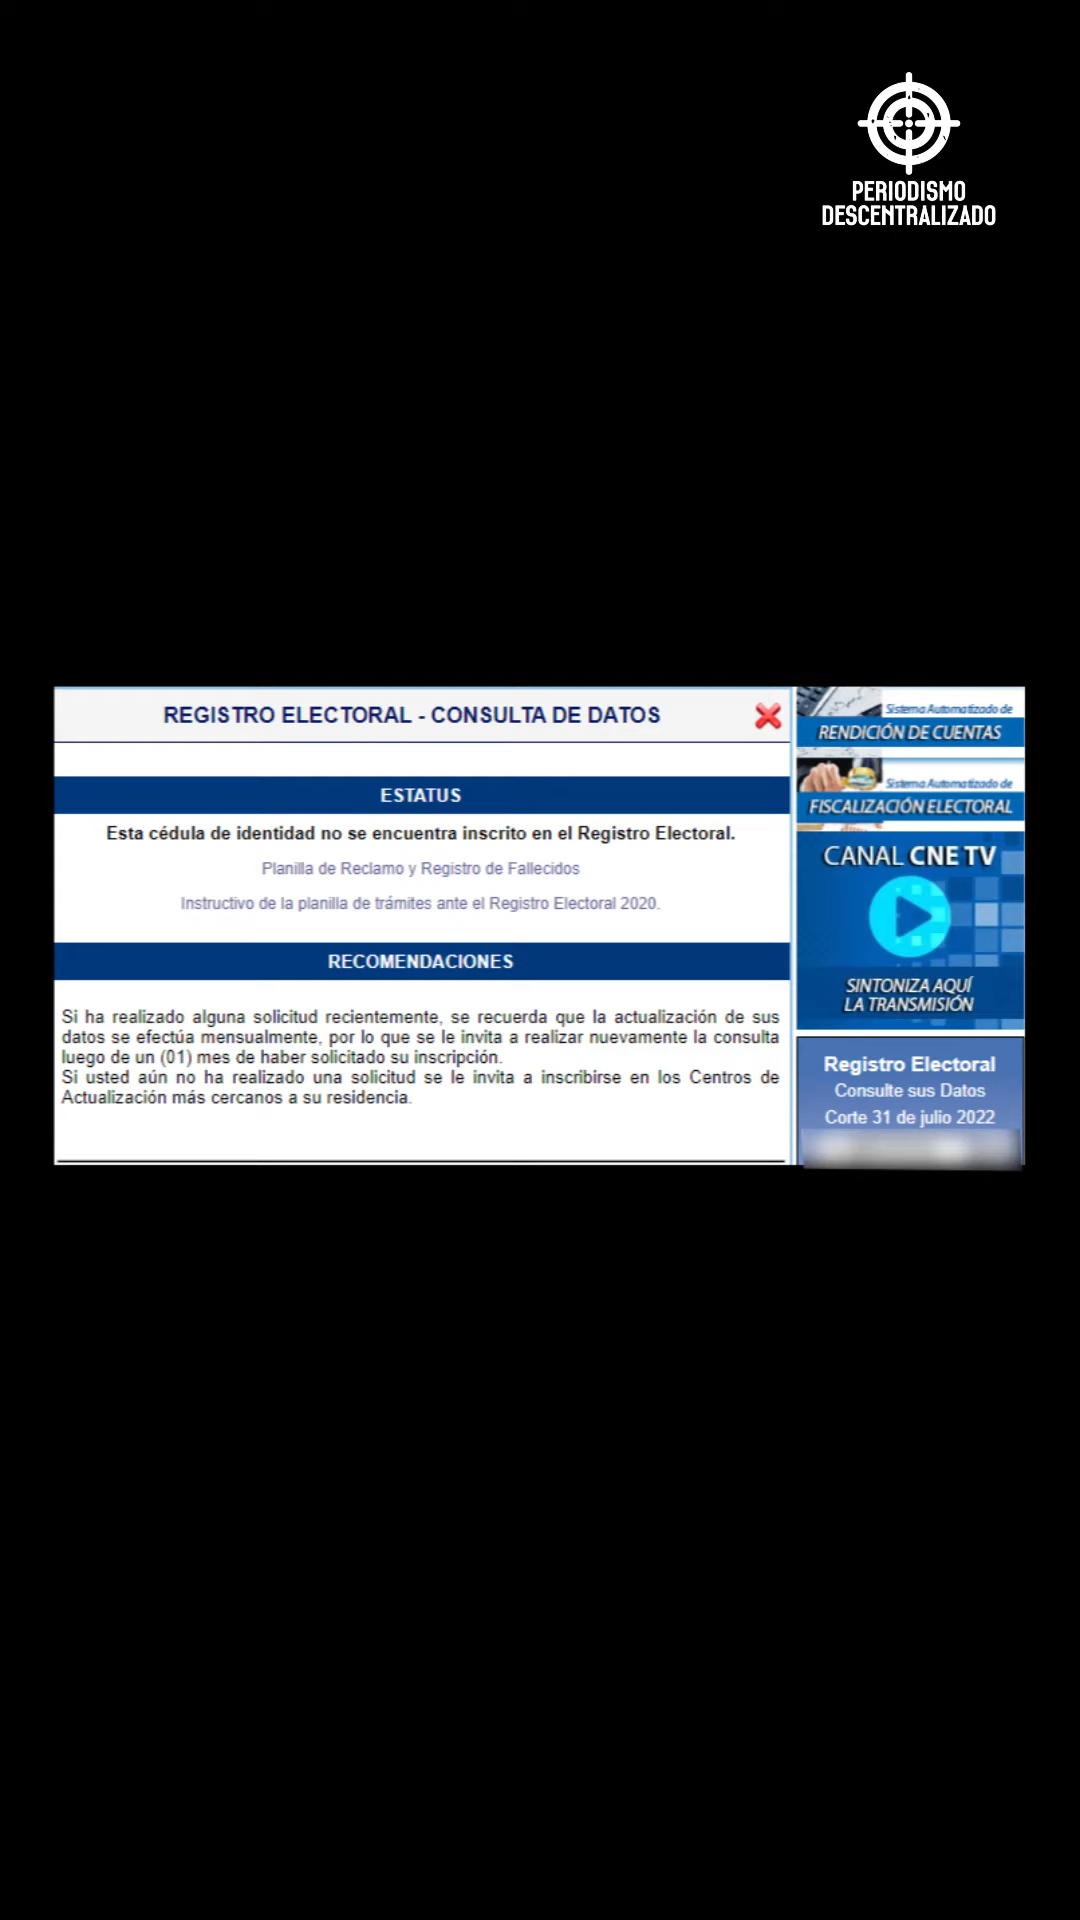 PERIODISMO
DESCENTRALIZADO
REGISTRO ELECTORAL - CONSULTA DE DATOS
ESTATUS
Esta cédula de identidad no se encuentra inscrito en el Registro Electoral.
Planilla de Reclamo y Registro de Fallecidos
Instructivo de la planilla de trámites ante el Registro Electoral 2020.
RECOMENDACIONES
Si ha realizado alguna solicitud recientemente, se recuerda que la actualización de sus
datos se efectúa mensualmente, por lo que se le invita a realizar nuevamente la consulta
luego de un (01) mes de haber solicitado su inscripción.
Si usted aún no ha realizado una solicitud se le invita a inscribirse en los Centros de
Actualización más cercanos a su residencia.
Sistema Automatizado de
RENDICIÓN DE CUENTAS
Sistema Automatizado de
FISCALIZACIÓN ELECTORAL
CANAL CNE TV
SINTONIZA AQUÍ
LA TRANSMISIÓN
Registro Electoral
Consulte sus Datos
Corte 31 de julio 2022